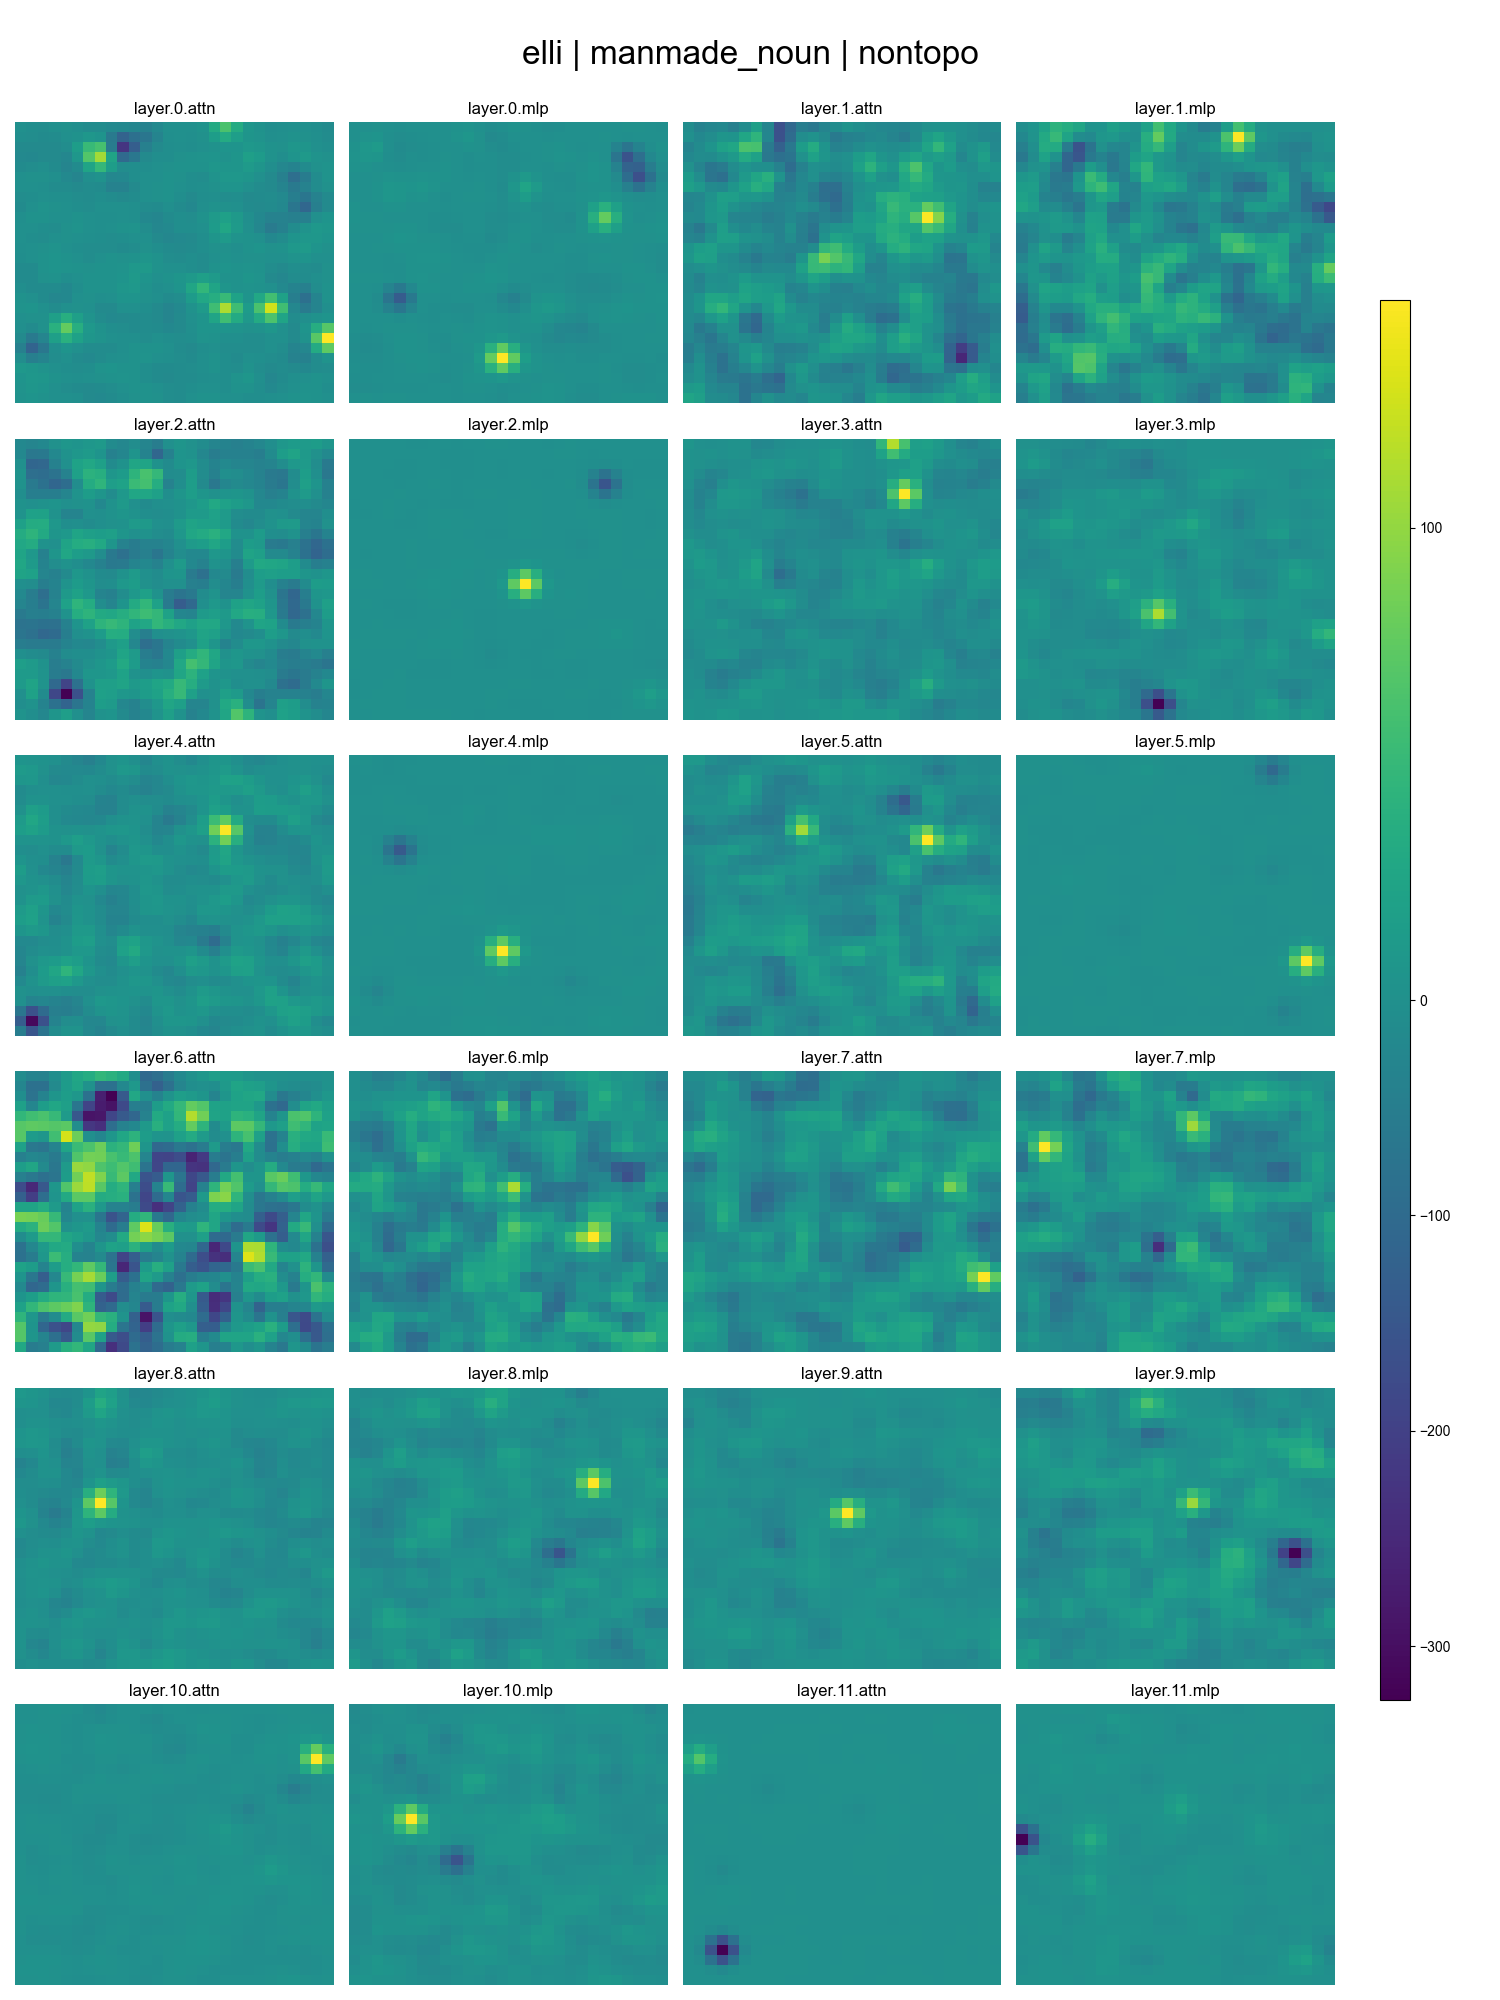 elli | manmade_noun | nontopo
layer.0.attn
layer.0.mlp
layer.1.attn
layer.1.mlp
layer.2.attn
layer.2.mlp
layer.3.attn
layer.3.mlp
layer.4.attn
layer.4.mlp
layer.5.attn
layer.5.mlp
layer.6.attn
layer.6.mlp
layer.7.attn
layer.7.mlp
layer.8.attn
layer.8.mlp
layer.9.attn
layer.9.mlp
layer.10.attn
layer.10.mlp
layer.11.attn
layer.11.mlp
100
0
−100
−200
−300